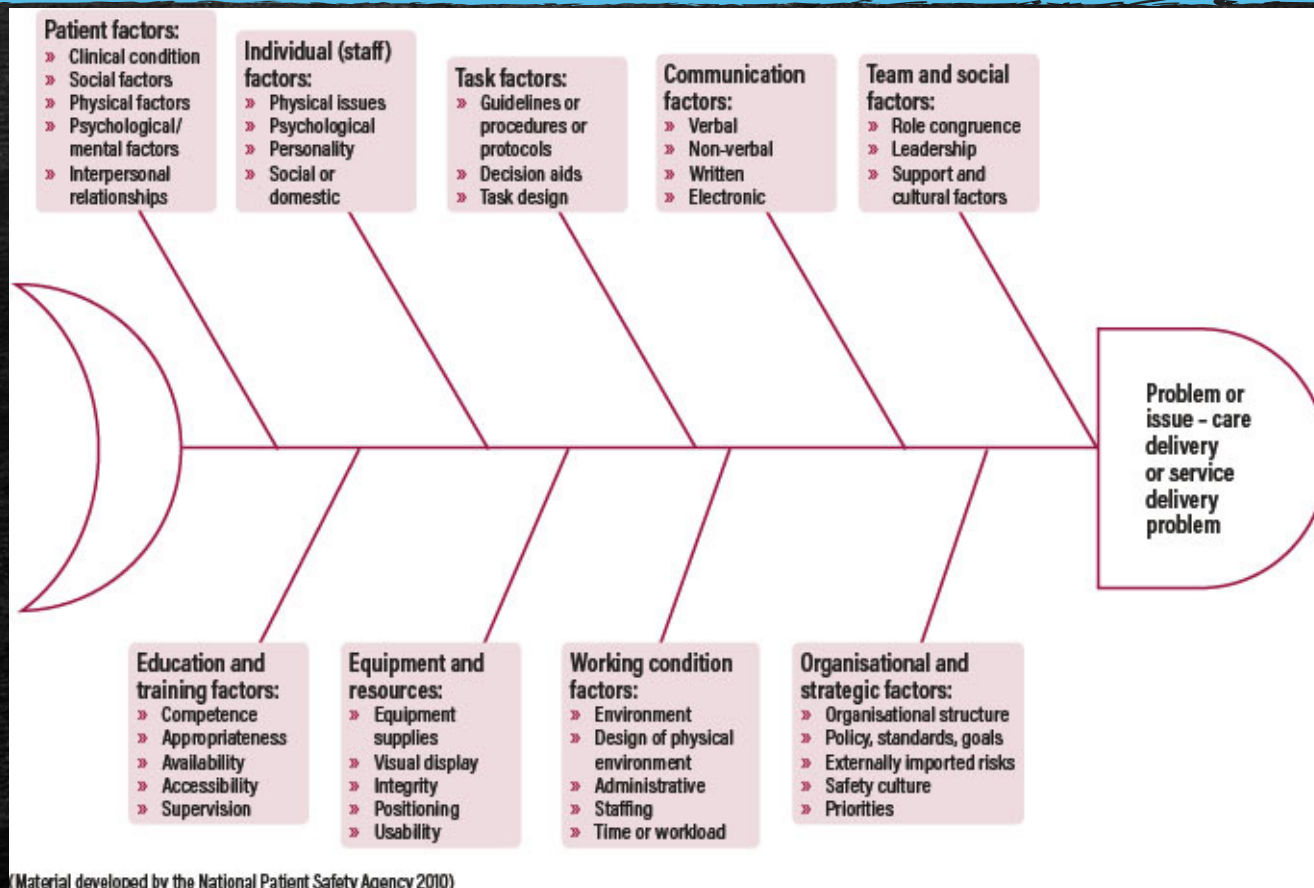 Patient factors:
» Clinical condition
» Social factors
» Physical factors
» Psychological/
mental factors
» Interpersonal
relationships
Individual (staff)
factors:
» Physical issues
» Psychological
» Personality
» Social or
domestic
Task factors:
» Guidelines or
procedures or
protocols
» Decision aids
» Task design
Communication
factors:
» Verbal
» Non-verbal
» Written
» Electronic
Team and social
factors:
» Role congruence
» Leadership
» Support and
cultural factors
Problem or
issue – care
delivery
or service
delivery
problem
Education and
training factors:
» Competence
» Appropriateness
» Availability
» Accessibility
» Supervision
Equipment and
resources:
» Equipment
supplies
» Visual display
» Integrity
» Positioning
» Usability
Working condition
factors:
» Environment
» Design of physical
environment
» Administrative
» Staffing
» Time or workload
Organisational and
strategic factors:
» Organisational structure
» Policy, standards, goals
» Externally imported risks
» Safety culture
» Priorities
(Material developed by the National Patient Safety Agency 2010)